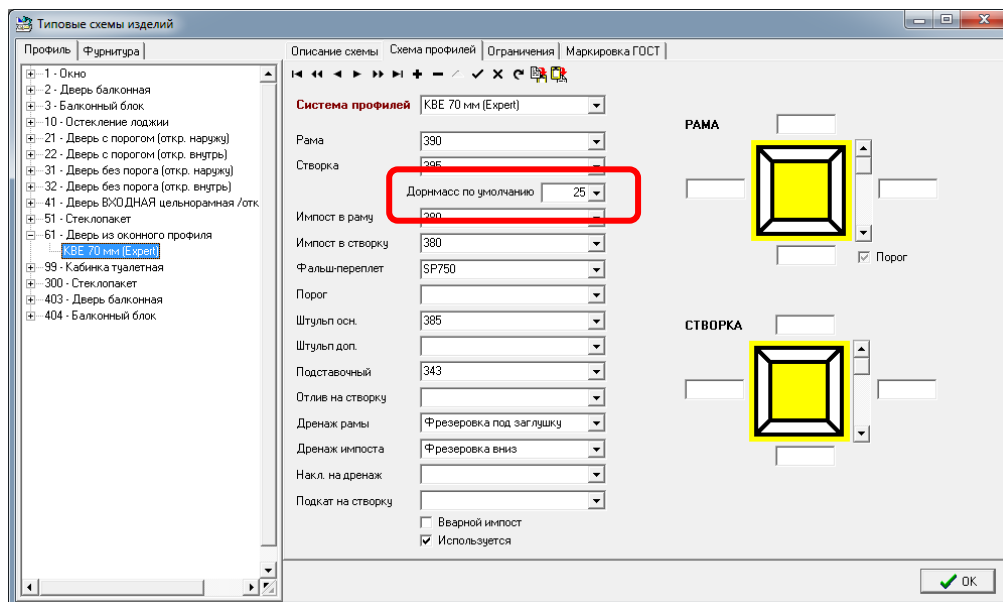 Типовые схемы изделий
Профиль
Фурнитура
1 - Окно
2 - Дверь балконная
3 - Балконный блок
10 - Остекление лоджии
21 - Дверь с порогом (откр. наружу)
22 - Дверь с порогом (откр. внутрь)
31 - Дверь без порога (откр. наружу)
32 - Дверь без порога (откр. внутрь)
41 - Дверь ВХОДНАЯ цельнорамная /отк
51 - Стеклопакет
61 - Дверь из оконного профиля
KBE 70 мм (Expert)
99 - Кабинка туалетная
300 - Стеклопакет
403 - Дверь балконная
404 - Балконный блок
Описание схемы
Схема профилей
Ограничения
Маркировка ГОСТ
Система профилей KBE 70 мм (Expert)
Рама 390
Створка 395
Дорнмасс по умолчанию 25
Импост в раму 380
Импост в створку 380
Фальш-переплет SP750
Порог
Штульп осн. 385
Штульп доп.
Подставочный 343
Отлив на створку
Дренаж рамы Фрезеровка под заглушку
Дренаж импоста Фрезеровка вниз
Накл. на дренаж
Подкат на створку
Вварной импост
Используется
РАМА
Порог
СТВОРКА
OK